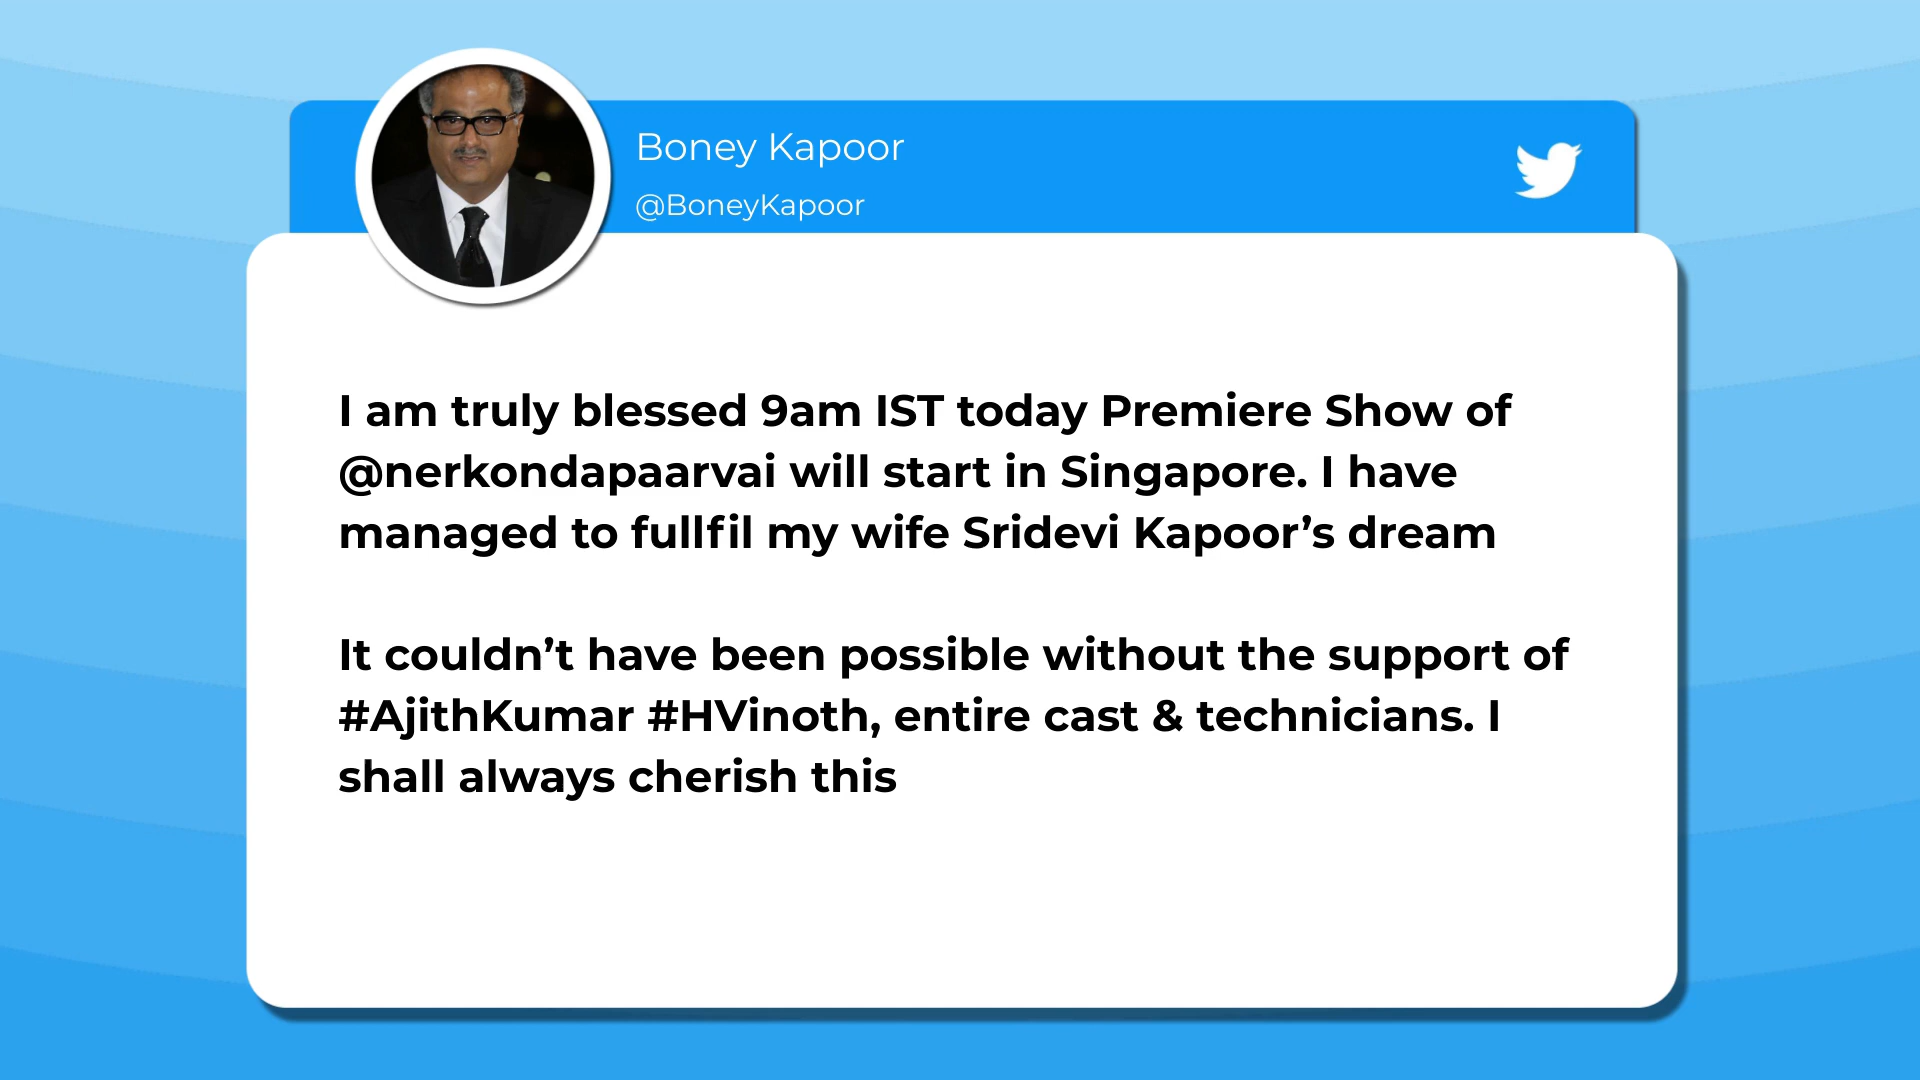 Boney Kapoor
@BoneyKapoor
I am truly blessed 9am IST today Premiere Show of
@nerkondapaarvai will start in Singapore. I have
managed to fullfil my wife Sridevi Kapoor’s dream
It couldn’t have been possible without the support of
#AjithKumar #HVinoth, entire cast & technicians. I
shall always cherish this